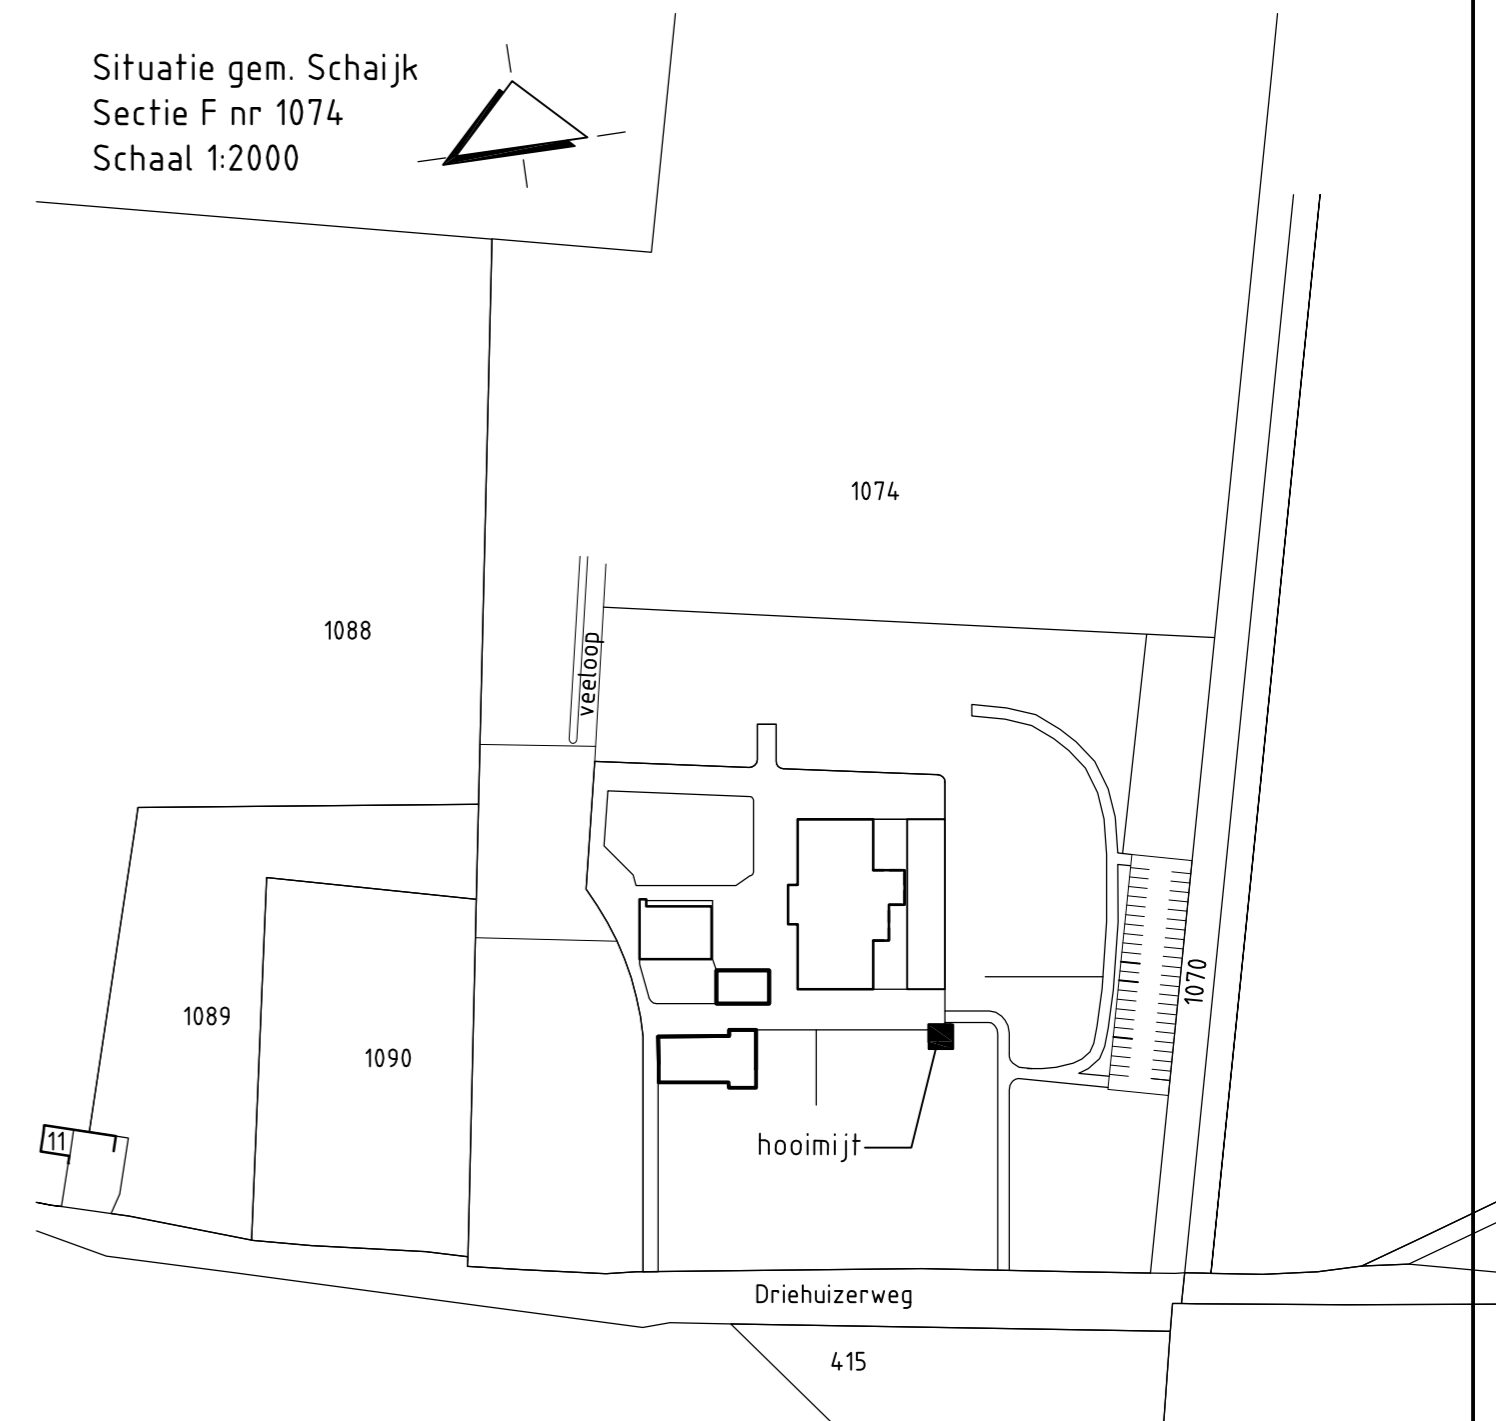 Situatie gem. Schaijk
Sectie F nr 1074
Schaal 1:2000
1074
1088
veeloop
1070
1089
1090
11
hooimijt
Driehuizerweg
415